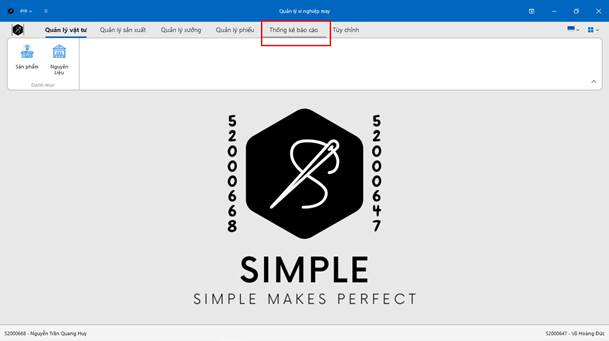 Quản lý xí nghiệp may
Quản lý vật tư Quản lý sản xuất Quản lý xưởng Quản lý phiếu Thống kê báo cáo Tùy chỉnh
Sản phẩm Nguyên Liệu
Danh mục
52000668
52000647
SIMPLE
SIMPLE MAKES PERFECT
52000668 - Nguyễn Trần Quang Huy 52000647 - Võ Hoàng Đức